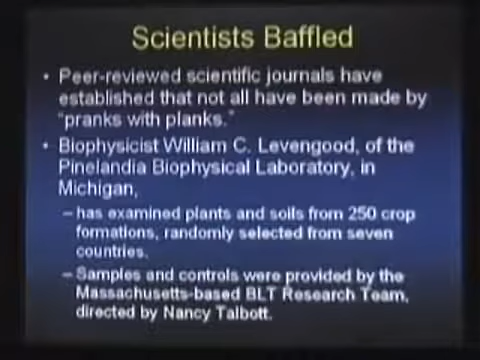 Scientists Baffled
• Peer-reviewed scientific journals have
established that not all have been made by
"pranks with planks."
• Biophysicist William C. Levengood, of the
Pinelandia Biophysical Laboratory, in
Michigan,
– has examined plants and soils from 250 crop
formations, randomly selected from seven
countries.
– Samples and controls were provided by the
Massachusetts-based BLT Research Team,
directed by Nancy Talbott.